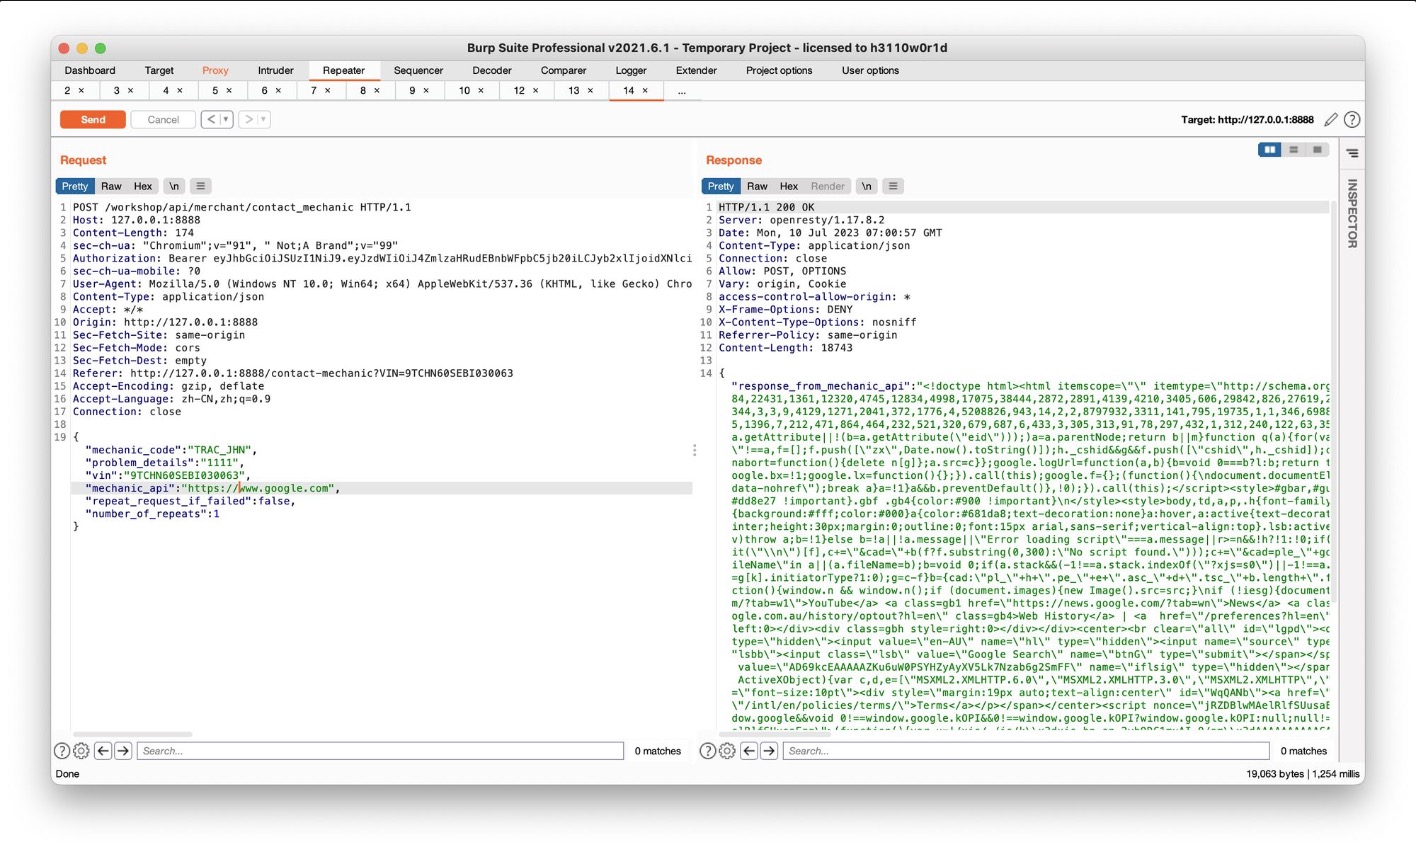 Burp Suite Professional v2021.6.1 - Temporary Project - licensed to h3110w0r1d
Dashboard Target Proxy Intruder Repeater Sequencer Decoder Comparer Logger Extender Project options User options
2 × 3 × 4 × 5 × 6 × 7 × 8 × 9 × 10 × 12 × 13 × 14 × ...
Send Cancel < > Target: http://127.0.0.1:8888
Request
Pretty Raw Hex \n
1 POST /workshop/api/merchant/contact_mechanic HTTP/1.1
2 Host: 127.0.0.1:8888
3 Content-Length: 174
4 sec-ch-ua: "Chromium";v="91", " Not;A Brand";v="99"
5 Authorization: Bearer
6 sec-ch-ua-mobile: ?0
7 User-Agent: Mozilla/5.0 (Windows NT 10.0; Win64; x64) AppleWebKit/537.36 (KHTML, like Gecko) Chro
8 Content-Type: application/json
9 Accept: */*
10 Origin: http://127.0.0.1:8888
11 Sec-Fetch-Site: same-origin
12 Sec-Fetch-Mode: cors
13 Sec-Fetch-Dest: empty
14 Referer: http://127.0.0.1:8888/contact-mechanic?VIN=9TCHN60SEBI030063
15 Accept-Encoding: gzip, deflate
16 Accept-Language: zh-CN,zh;q=0.9
17 Connection: close
18
19 {
"mechanic_code":"TRAC_JHN",
"problem_details":"1111",
"vin":"9TCHN60SEBI030063",
"mechanic_api":"https://www.google.com",
"repeat_request_if_failed":false,
"number_of_repeats":1
}
Search... 0 matches
Response
Pretty Raw Hex Render \n
1 HTTP/1.1 200 OK
2 Server: openresty/1.17.8.2
3 Date: Mon, 10 Jul 2023 07:00:57 GMT
4 Content-Type: application/json
5 Connection: close
6 Allow: POST, OPTIONS
7 Vary: origin, Cookie
8 access-control-allow-origin: *
9 X-Frame-Options: DENY
10 X-Content-Type-Options: nosniff
11 Referrer-Policy: same-origin
12 Content-Length: 18743
13
14 {
"response_from_mechanic_api":"<!doctype html><html itemscope=\"\" itemtype=\"http://schema.org
84,22431,1361,12320,4745,12834,4998,17075,38444,2872,2891,4139,4210,3405,606,29842,826,27619,2
344,3,3,9,4129,1271,2041,372,1776,4,5208826,943,14,2,2,8797932,3311,141,795,19735,1,1,346,6988
5,1396,7,212,471,864,464,232,521,320,679,687,6,433,3,305,313,91,78,297,432,1,312,240,122,63,35
a.getAttribute||!(b=a.getAttribute(\"eid\")));)a=a.parentNode;return b||m}function q(a){for(va
\"!==a,f=[];f.push([\"zx\",Date.now().toString()]);h._cshid&&g&&f.push([\"cshid\",h._cshid]);c
nabort=function(){delete n[g]};a.src=c}};google.logUrl=function(a,b){b=void 0===b?l:b;return t
oogle.bx=!1;google.lx=function(){};}).call(this);google.f={};(function(){\ndocument.documentEl
data-nohref\");break a}a=!1}a&&b.preventDefault()},!0);}).call(this);</script><style>#gbar,#gu
#dd8e27 !important}.gbf .gb4{color:#900 !important}\n</style><style>body,td,a,p,.h{font-family
{background:#fff;color:#000}a{color:#681da8;text-decoration:none}a:hover,a:active{text-decorat
inter;height:30px;margin:0;outline:0;font:15px arial,sans-serif;vertical-align:top}.lsb:active
v)throw a;b=!1}else b=!a||!a.message||\"Error loading script\"===a.message||r>=n&&!h?!1:!0;if(
it(\"\\n\")[f],c+=\"&cad=\"+b(f?f.substring(0,300):\"No script found.\"));c+=\"&cad=ple_\"+go
ileName\"in a||(a.fileName=b);b=void 0;if(a.stack&&(-1!==a.stack.indexOf(\"?xjs=s0\")||-1!==a.
=g[k].initiatorType?1:0);g=c-f}b={cad:\"pl_\"+h+\".pe_\"+e+\".asc_\"+d+\".tsc_\"+b.length+\".f
ction(){window.n && window.n();if (document.images){new Image().src=src;}\nif (!iesg){document
m/?tab=w1\">YouTube</a> <a class=gb1 href=\"https://news.google.com/?tab=wn\">News</a> <a clas
ogle.com.au/history/optout?hl=en\" class=gb4>Web History</a> | <a href=\"/preferences?hl=en\"
left:0></div><div class=gbh style=right:0></div></div><center><br clear=\"all\" id=\"lgpd\"><d
type=\"hidden\"><input value=\"en-AU\" name=\"hl\" type=\"hidden\"><input name=\"source\" type
"lsbb\"><input class=\"lsb\" value=\"Google Search\" name=\"btnG\" type=\"submit\"></span></sp
name=\"iflsig\" type=\"hidden\"></span
ActiveXObject){var c,d,e=[\"MSXML2.XMLHTTP.6.0\",\"MSXML2.XMLHTTP.3.0\",\"MSXML2.XMLHTTP\",\"
=\"font-size:10pt\"><div style=\"margin:19px auto;text-align:center\" id=\"WqQANb\"><a href=\"
\"/intl/en/policies/terms/\">Terms</a></p></span></center><script
dow.google&&void 0!==window.google.kOPI&&0!==window.google.kOPI?window.google.kOPI:null;null!=
Search... 0 matches
INSPECTOR
Done 19,063 bytes | 1,254 millis